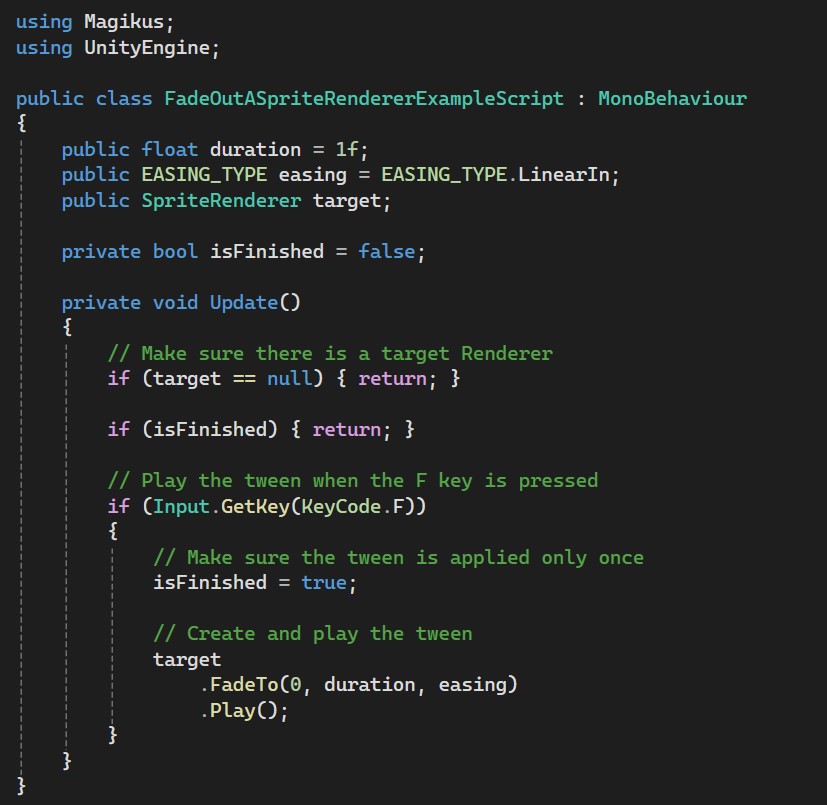 using Magikus;
using UnityEngine;

public class FadeOutASpriteRendererExampleScript : MonoBehaviour
{
    public float duration = 1f;
    public EASING_TYPE easing = EASING_TYPE.LinearIn;
    public SpriteRenderer target;

    private bool isFinished = false;

    private void Update()
    {
        // Make sure there is a target Renderer
        if (target == null) { return; }

        if (isFinished) { return; }

        // Play the tween when the F key is pressed
        if (Input.GetKey(KeyCode.F))
        {
            // Make sure the tween is applied only once
            isFinished = true;

            // Create and play the tween
            target
                .FadeTo(0, duration, easing)
                .Play();
        }
    }
}